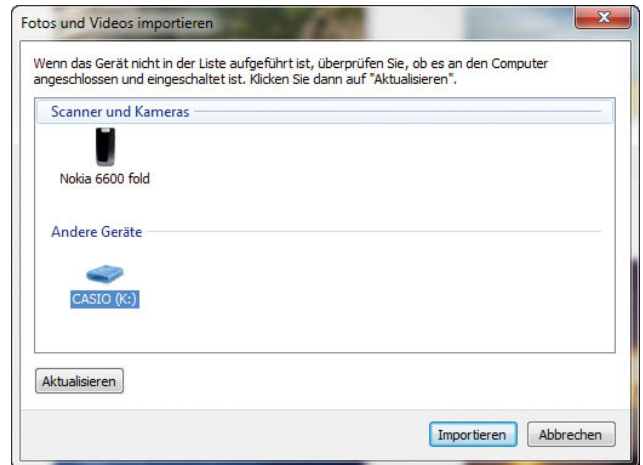 Fotos und Videos importieren
Wenn das Gerät nicht in der Liste aufgeführt ist, überprüfen Sie, ob es an den Computer
angeschlossen und eingeschaltet ist. Klicken Sie dann auf "Aktualisieren".
Scanner und Kameras
Nokia 6600 fold
Andere Geräte
CASIO (K:)
Aktualisieren
Importieren
Abbrechen